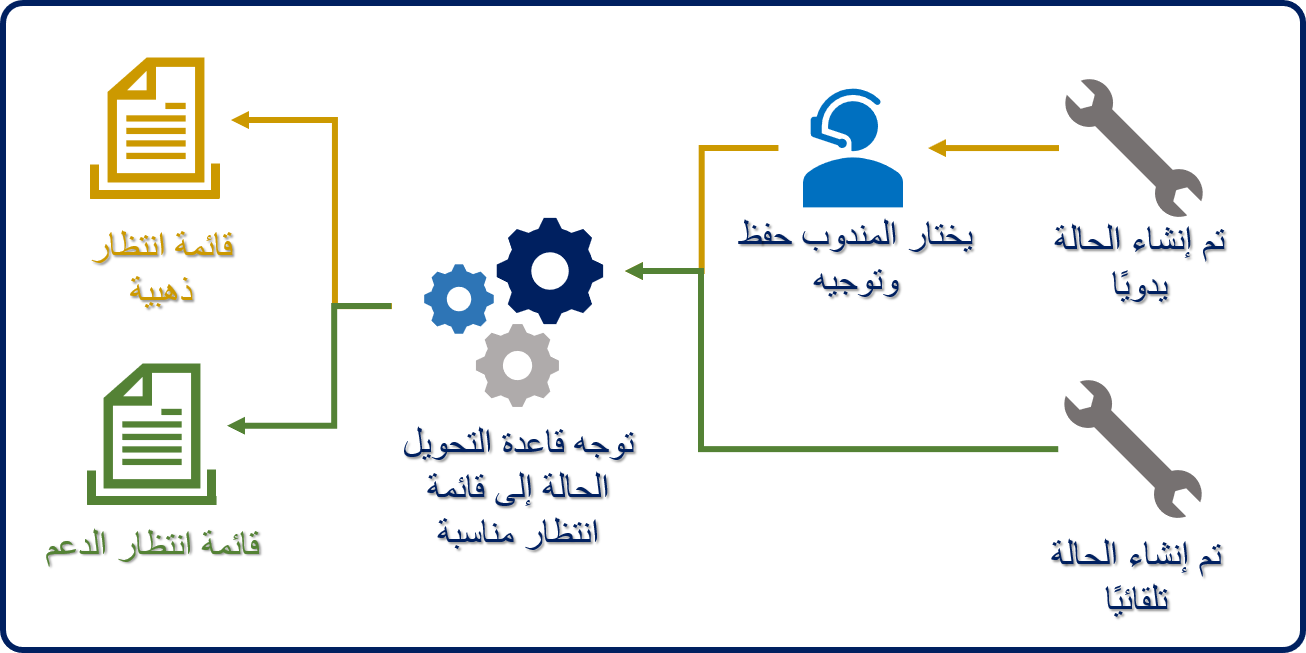 تم إنشاء الحالة
يدويًا
يختار المندوب حفظ
وتوجيه
تم إنشاء الحالة
تلقائيًا
توجه قاعدة التحويل
الحالة إلى قائمة
انتظار مناسبة
قائمة انتظار
ذهبية
قائمة انتظار الدعم